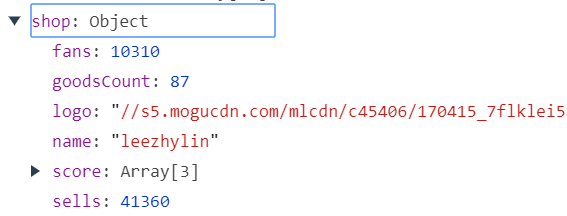 shop: Object
fans: 10310
goodsCount: 87
logo: "//s5.mogucdn.com/mlcdn/c45406/170415_7flklei5
name: "leezhylin"
score: Array[3]
sells: 41360